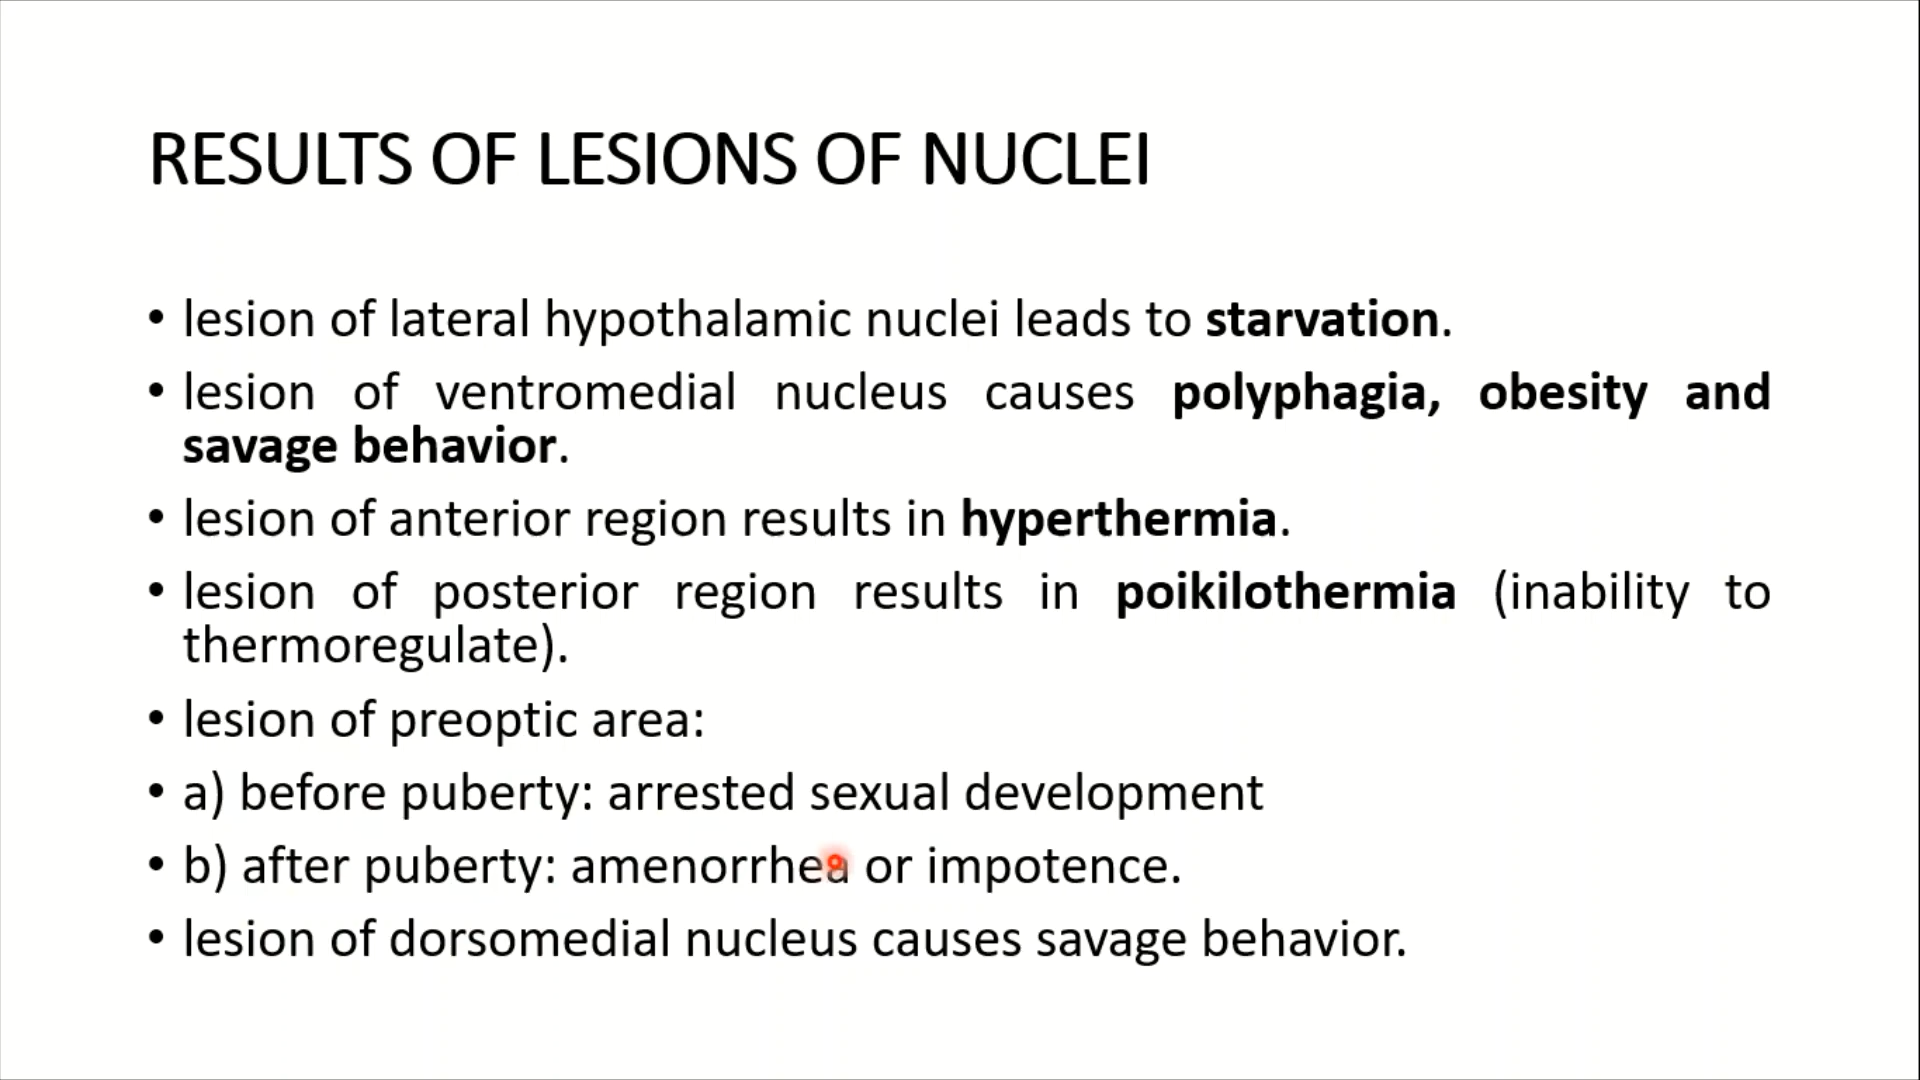 RESULTS OF LESIONS OF NUCLEI
• lesion of lateral hypothalamic nuclei leads to starvation.
• lesion of ventromedial nucleus causes polyphagia, obesity and
savage behavior.
• lesion of anterior region results in hyperthermia.
• lesion of posterior region results in poikilothermia (inability to
thermoregulate).
• lesion of preoptic area:
• a) before puberty: arrested sexual development
• b) after puberty: amenorrhea or impotence.
• lesion of dorsomedial nucleus causes savage behavior.